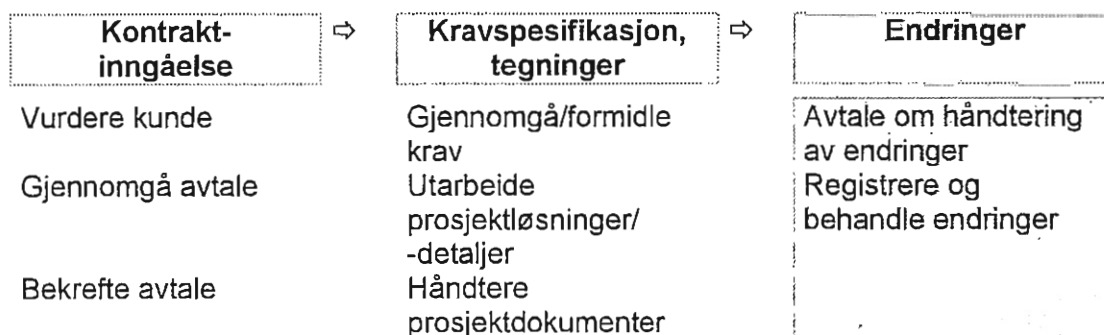 Kontrakt-
inngåelse
⇨
Kravspesifikasjon,
tegninger
⇨
Endringer
Vurdere kunde
Gjennomgå avtale
Bekrefte avtale
Gjennomgå/formidle
krav
Utarbeide
prosjektløsninger/
-detaljer
Håndtere
prosjektdokumenter
Avtale om håndtering
av endringer
Registrere og
behandle endringer